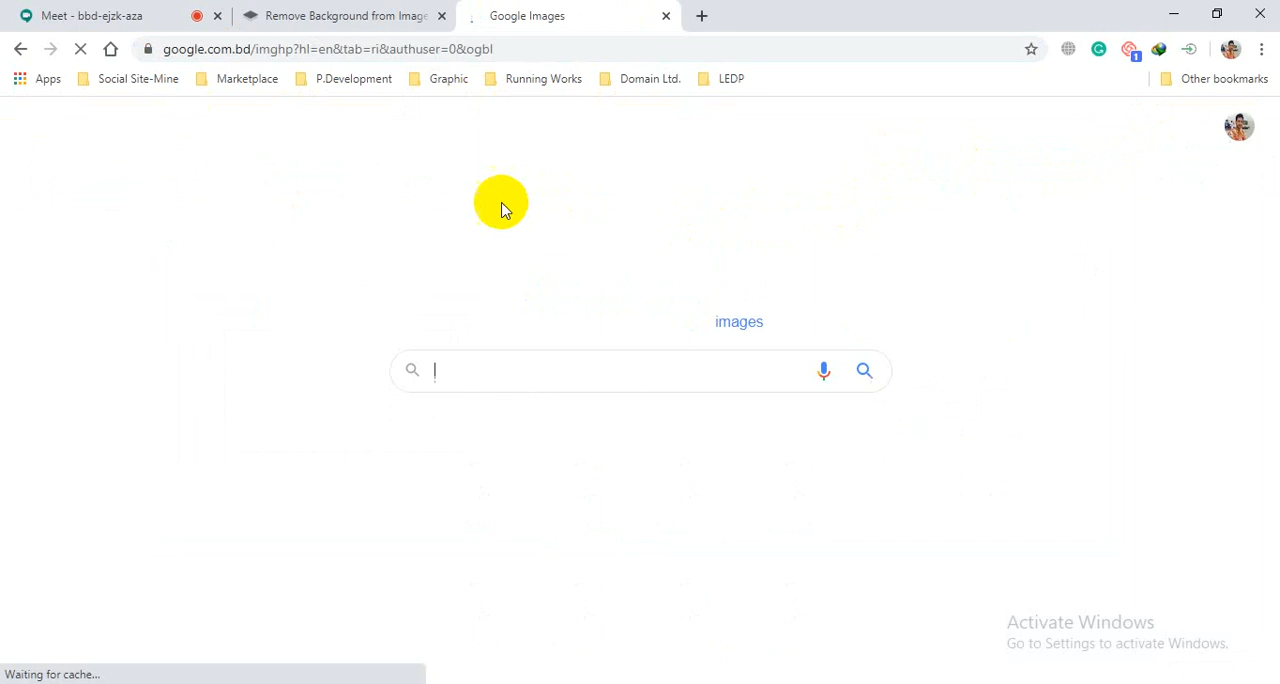 Meet - bbd-ejzk-aza
Remove Background from Image
Google Images
google.com.bd/imghp?hl=en&tab=ri&authuser=0&ogbl
1
Apps Social Site-Mine Marketplace P.Development Graphic Running Works Domain Ltd. LEDP Other bookmarks
images
Activate Windows
Go to Settings to activate Windows.
Waiting for cache...